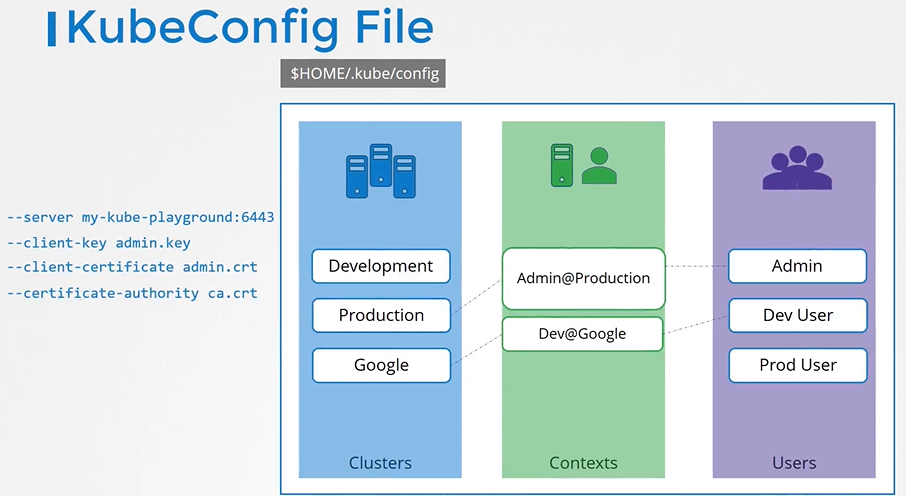 KubeConfig File
$HOME/.kube/config
--server my-kube-playground:6443
--client-key admin.key
--client-certificate admin.crt
--certificate-authority ca.crt
Development
Production
Google
Clusters
Admin@Production
Dev@Google
Contexts
Admin
Dev User
Prod User
Users